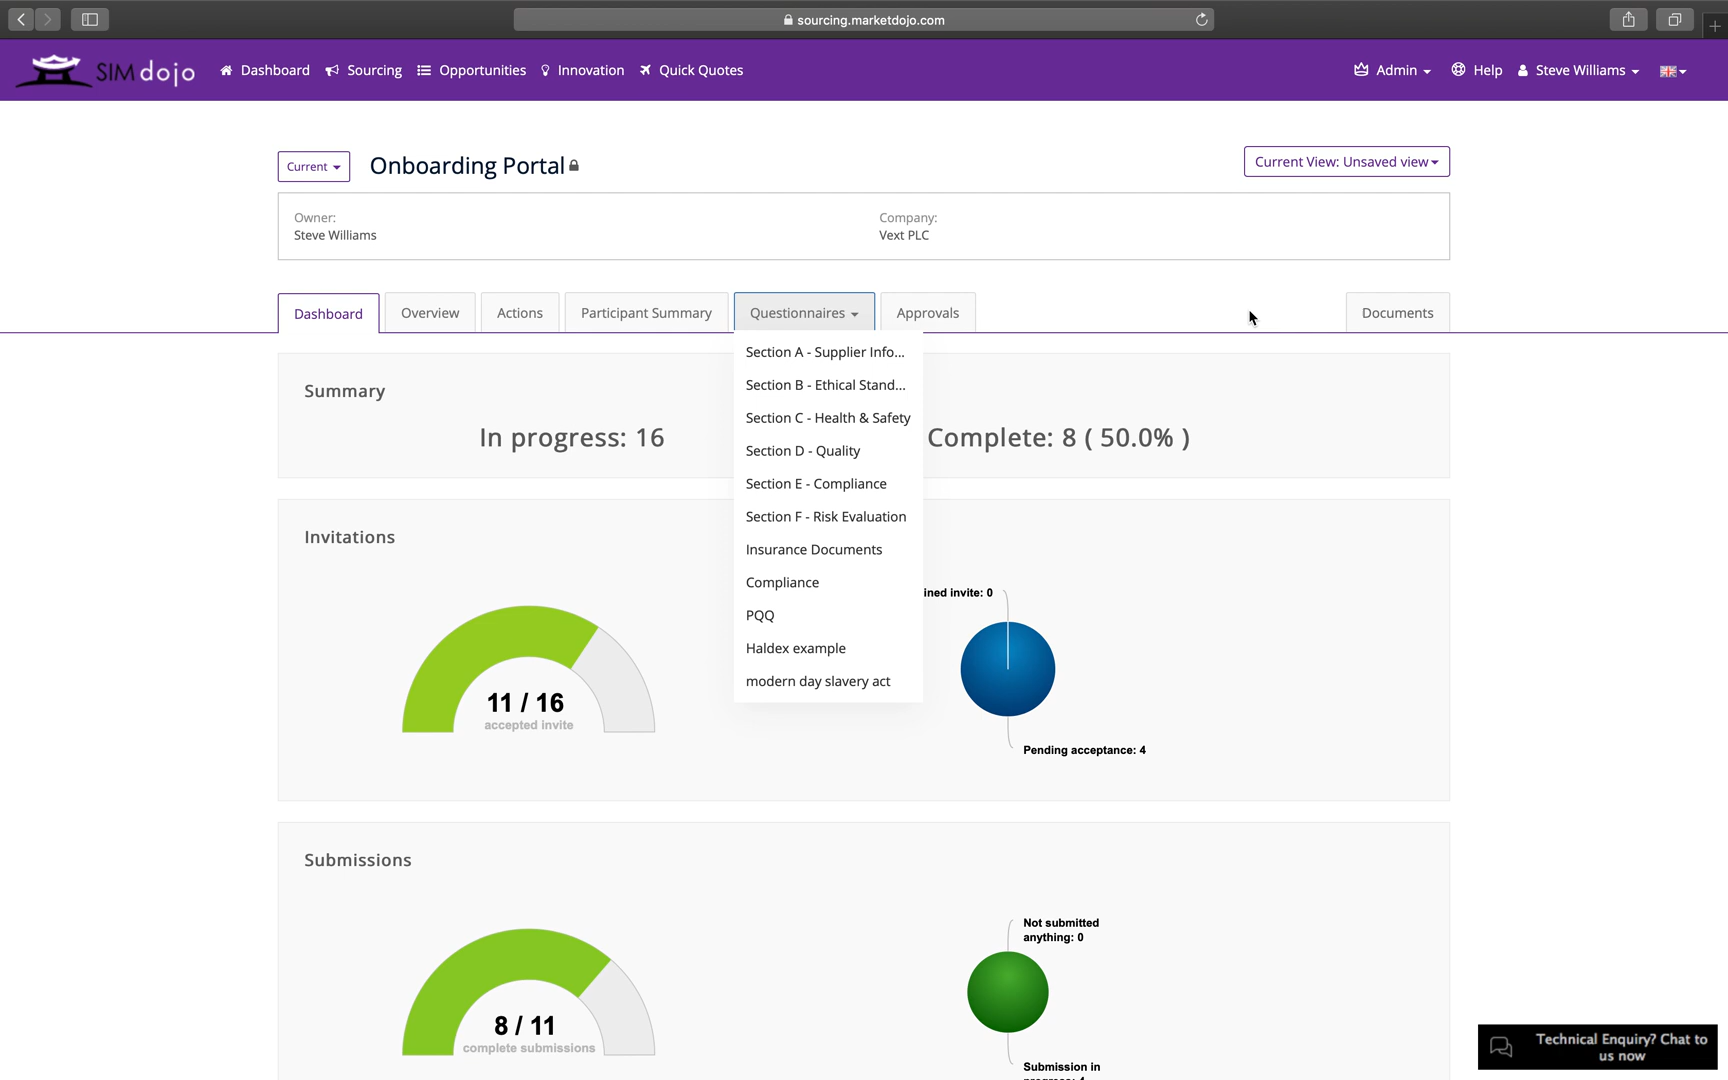 sourcing.marketdojo.com
SIM dojo
Dashboard
Sourcing
Opportunities
Innovation
Quick Quotes
Admin
Help
Steve Williams
Current
Onboarding Portal
Current View: Unsaved view
Owner:
Steve Williams
Company:
Vext PLC
Dashboard
Overview
Actions
Participant Summary
Questionnaires
Approvals
Documents
Section A - Supplier Info...
Section B - Ethical Stand...
Section C - Health & Safety
Section D - Quality
Section E - Compliance
Section F - Risk Evaluation
Insurance Documents
Compliance
PQQ
Haldex example
modern day slavery act
Summary
In progress: 16
Complete: 8 ( 50.0% )
Invitations
11 / 16
accepted invite
ined invite: 0
Pending acceptance: 4
Submissions
8 / 11
complete submissions
Not submitted
anything: 0
Submission in
Technical Enquiry? Chat to
us now